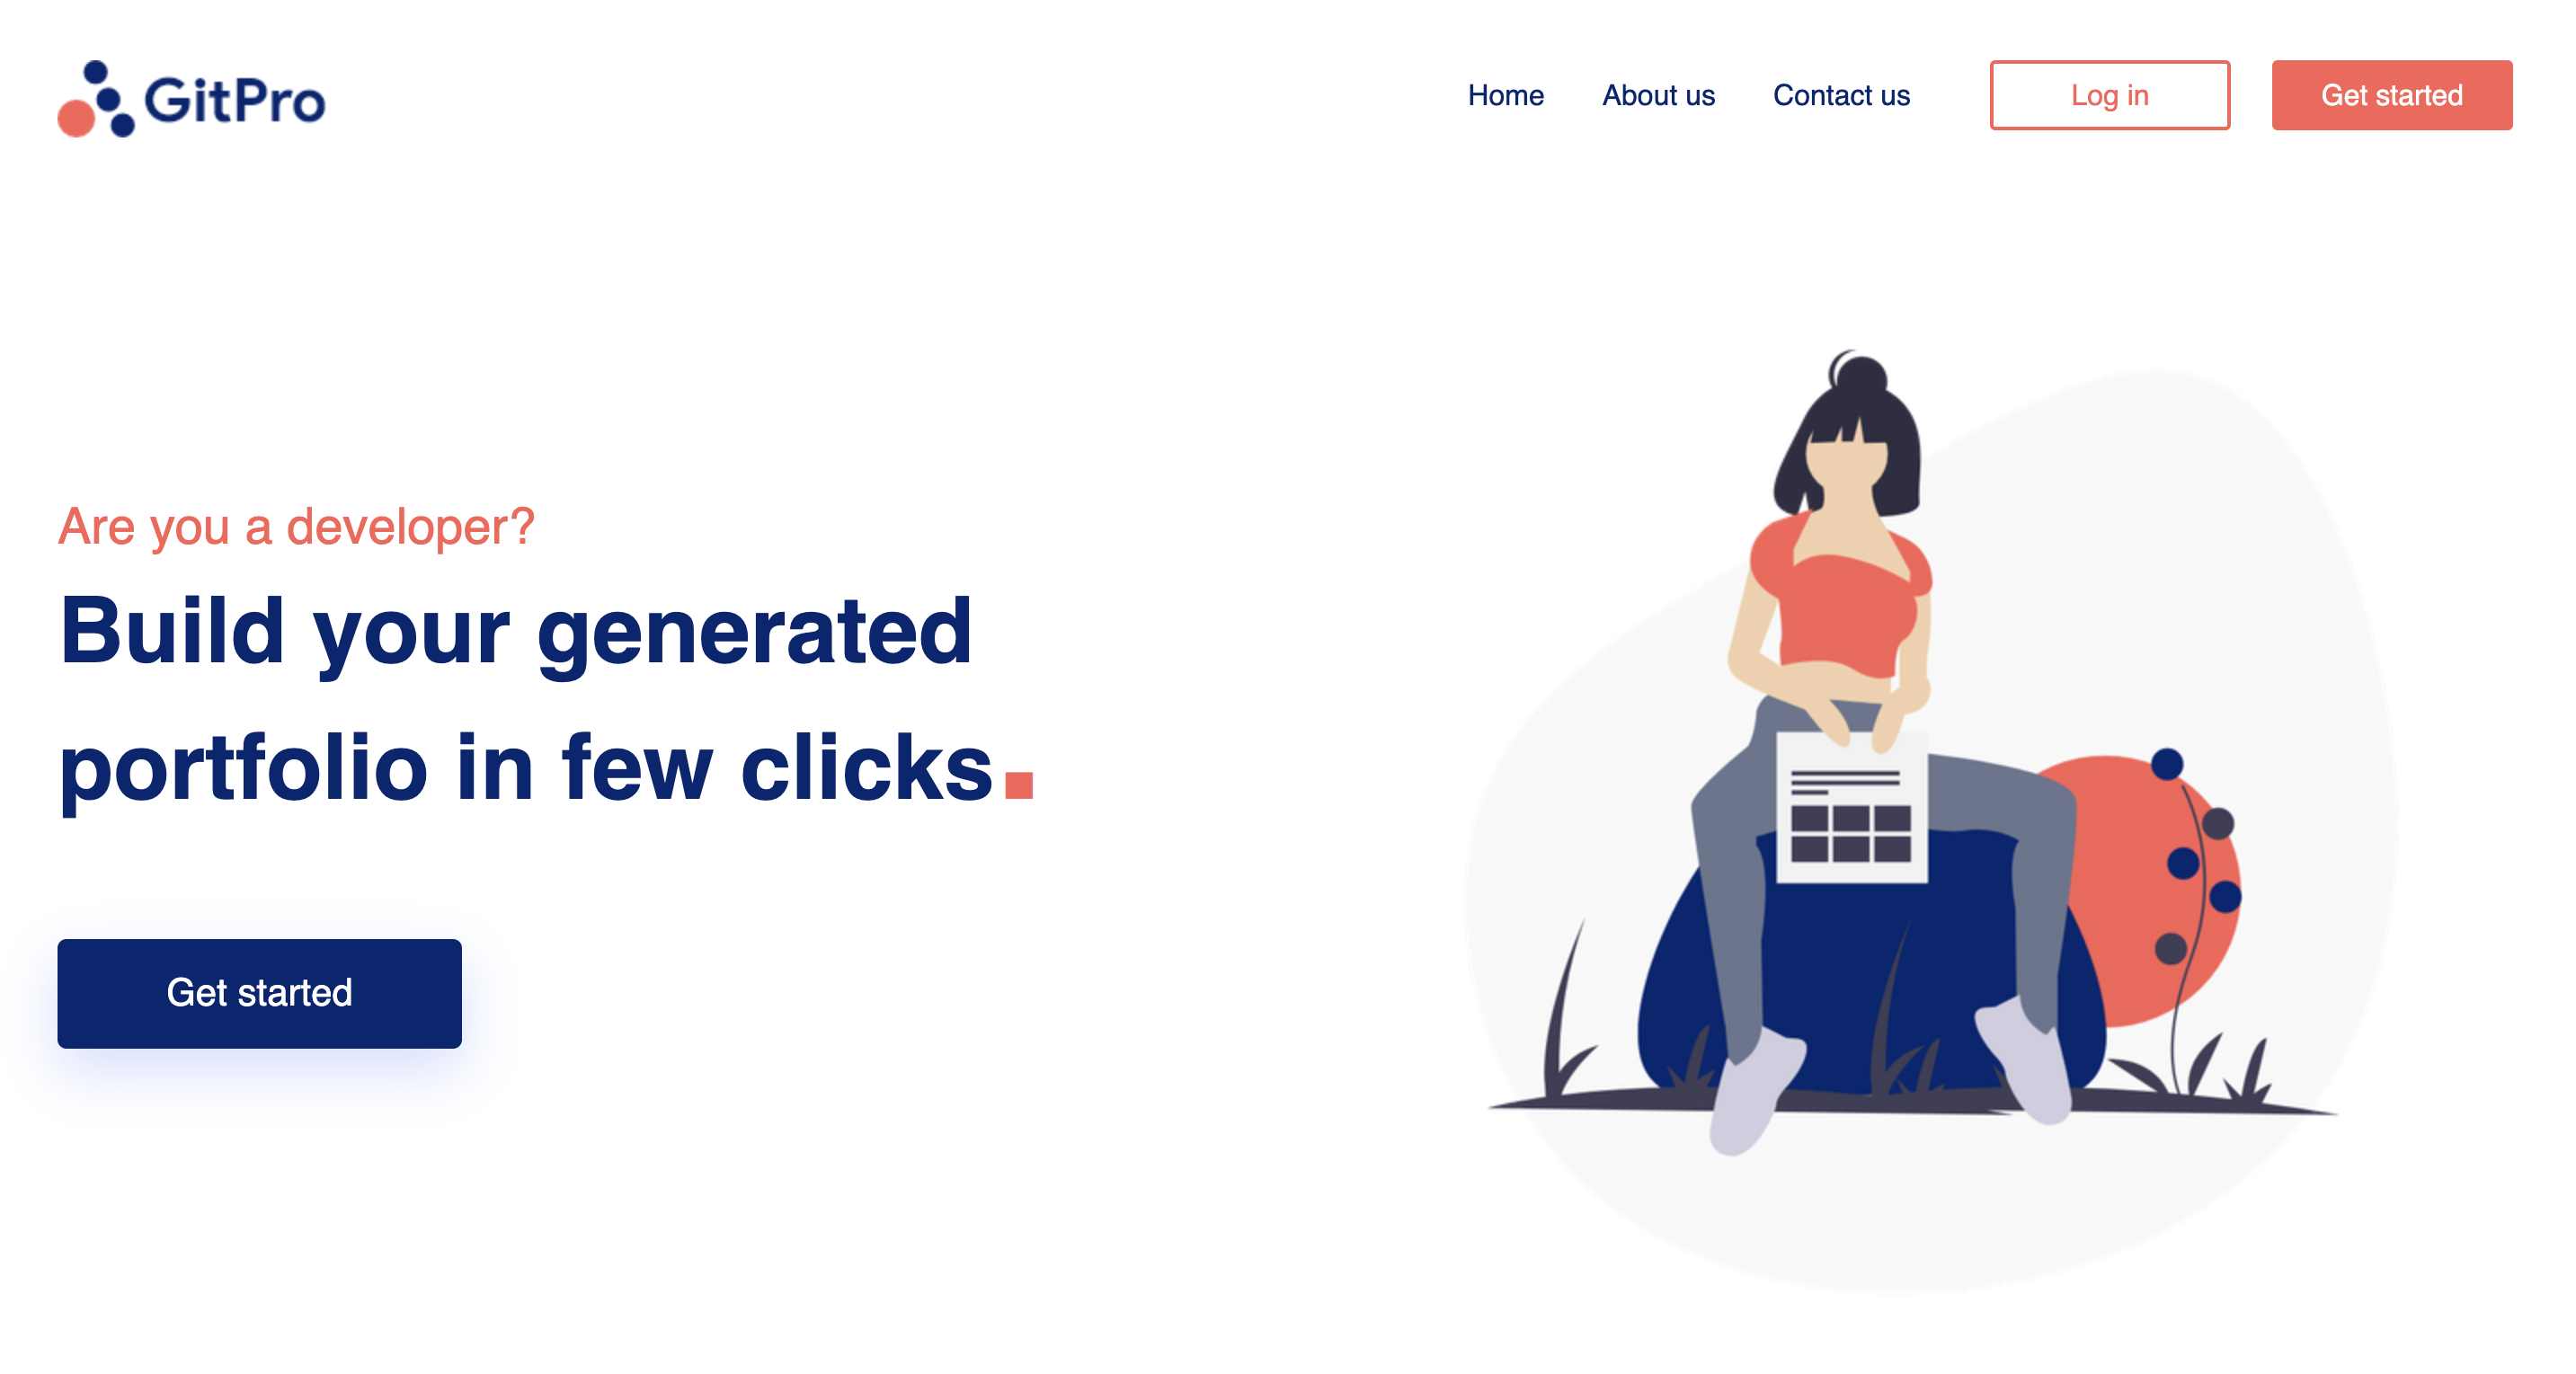 GitPro
Home About us Contact us Log in Get started
Are you a developer?
Build your generated
portfolio in few clicks.
Get started